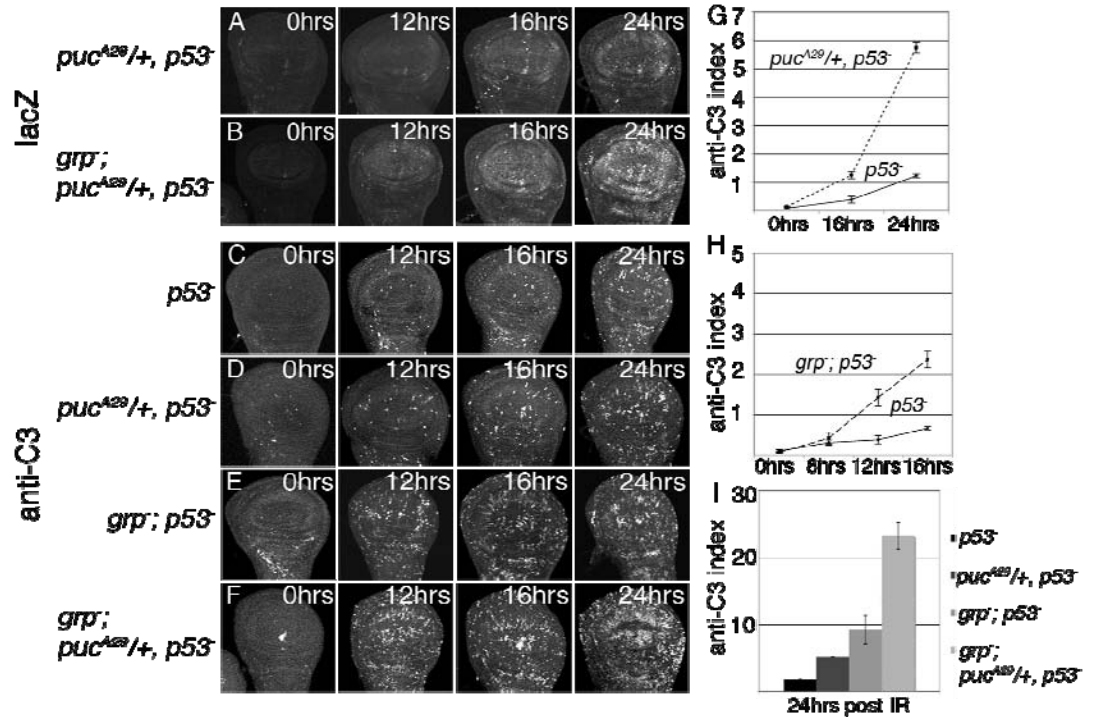 lacZ
puc^A29/+, p53^-
A 0hrs 12hrs 16hrs 24hrs
grp^-;
puc^A29/+, p53^-
B 0hrs 12hrs 16hrs 24hrs
anti-C3
p53^-
C 0hrs 12hrs 16hrs 24hrs
puc^A29/+, p53^-
D 0hrs 12hrs 16hrs 24hrs
grp^-; p53^-
E 0hrs 12hrs 16hrs 24hrs
grp^-;
puc^A29/+, p53^-
F 0hrs 12hrs 16hrs 24hrs
G
anti-C3 index
7
6
5
4
3
2
1
puc^A29/+, p53^-
p53^-
0hrs 16hrs 24hrs
H
anti-C3 index
5
4
3
2
1
grp^-; p53^-
p53^-
0hrs 6hrs 12hrs 16hrs
I
anti-C3 index
30
20
10
24hrs post IR
p53^-
puc^A29/+, p53^-
grp^-; p53^-
grp^-;
puc^A29/+, p53^-